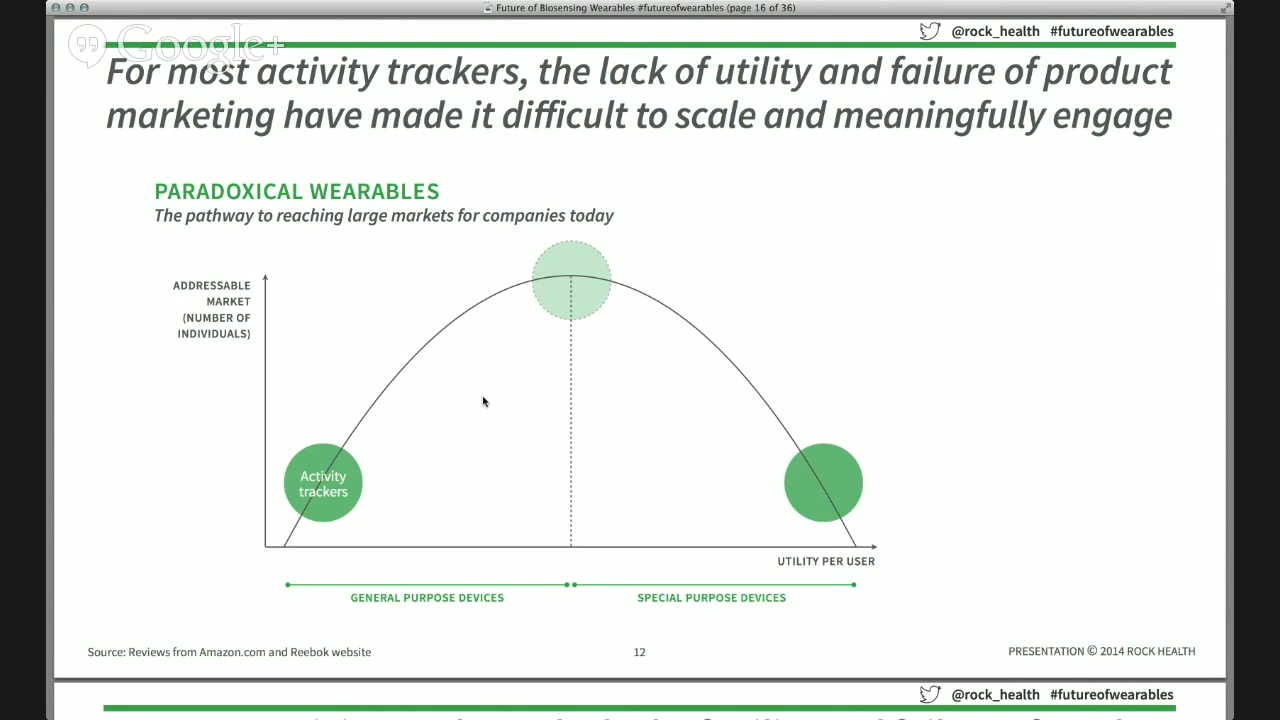 Future of Biosensing Wearables #futureofwearables (page 16 of 36)
Google+
@rock_health #futureofwearables
For most activity trackers, the lack of utility and failure of product
marketing have made it difficult to scale and meaningfully engage
PARADOXICAL WEARABLES
The pathway to reaching large markets for companies today
ADDRESSABLE
MARKET
(NUMBER OF
INDIVIDUALS)
Activity
trackers
UTILITY PER USER
GENERAL PURPOSE DEVICES
SPECIAL PURPOSE DEVICES
Source: Reviews from Amazon.com and Reebok website
12
PRESENTATION © 2014 ROCK HEALTH
@rock_health #futureofwearables